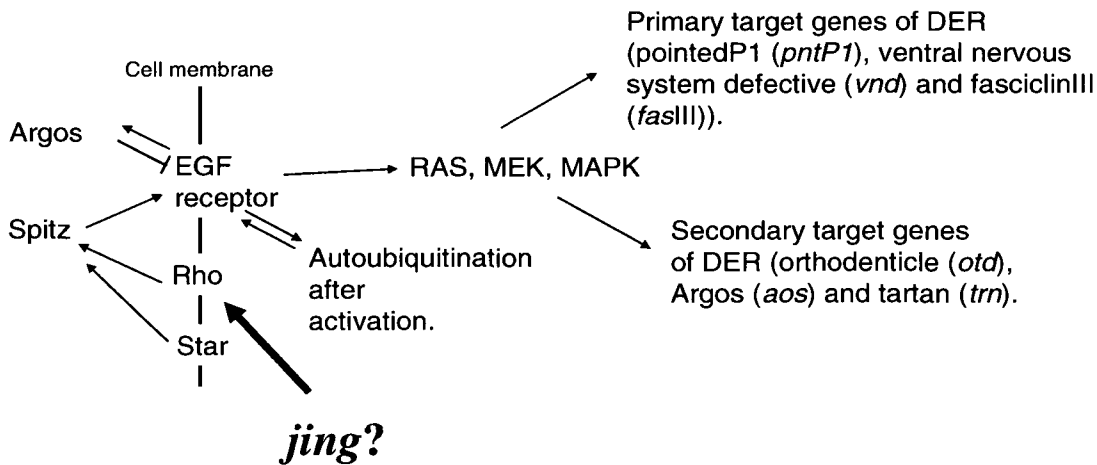 Primary target genes of DER
(pointedP1 (pntP1), ventral nervous
system defective (vnd) and fasciclinIII
(fasIII)).
Cell membrane
Argos
EGF
receptor
RAS, MEK, MAPK
Spitz
Rho
Star
Autoubiquitination
after
activation.
Secondary target genes
of DER (orthodenticle (otd),
Argos (aos) and tartan (trn).
jing?